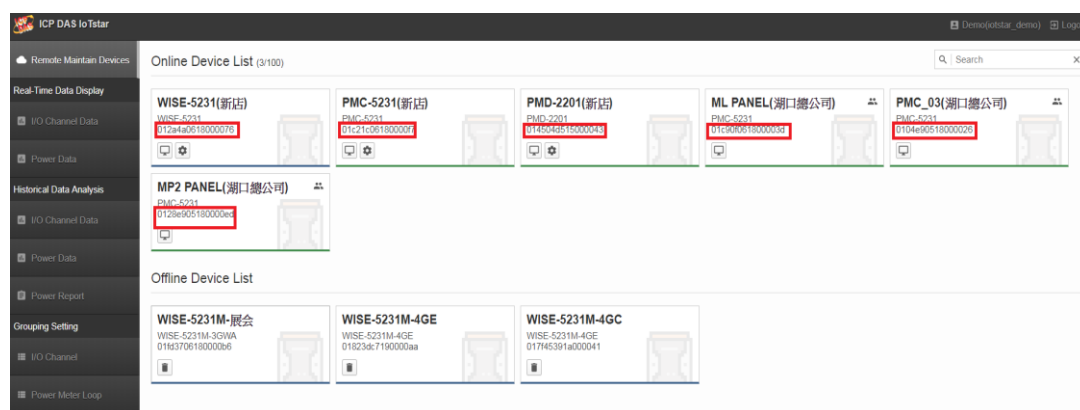 ICP DAS IoTstar
Demo(iotstar_demo) Logo
Remote Maintain Devices
Real-Time Data Display
I/O Channel Data
Power Data
Historical Data Analysis
I/O Channel Data
Power Data
Power Report
Grouping Setting
I/O Channel
Power Meter Loop
Online Device List (3/100)
Search
WISE-5231(新店)
WISE-5231
012a4a0618000076
PMC-5231(新店)
PMC-5231
01c21c06180000f7
PMD-2201(新店)
PMD-2201
014504d515000043
ML PANEL(湖口總公司)
PMC-5231
01c90f061800003d
PMC_03(湖口總公司)
PMC-5231
0104e90518000026
MP2 PANEL(湖口總公司)
PMC-5231
0128e905180000ed
Offline Device List
WISE-5231M-展会
WISE-5231M-3GWA
01fd3706180000b6
WISE-5231M-4GE
WISE-5231M-4GE
01823dc7190000aa
WISE-5231M-4GC
WISE-5231M-4GE
017f45391a000041